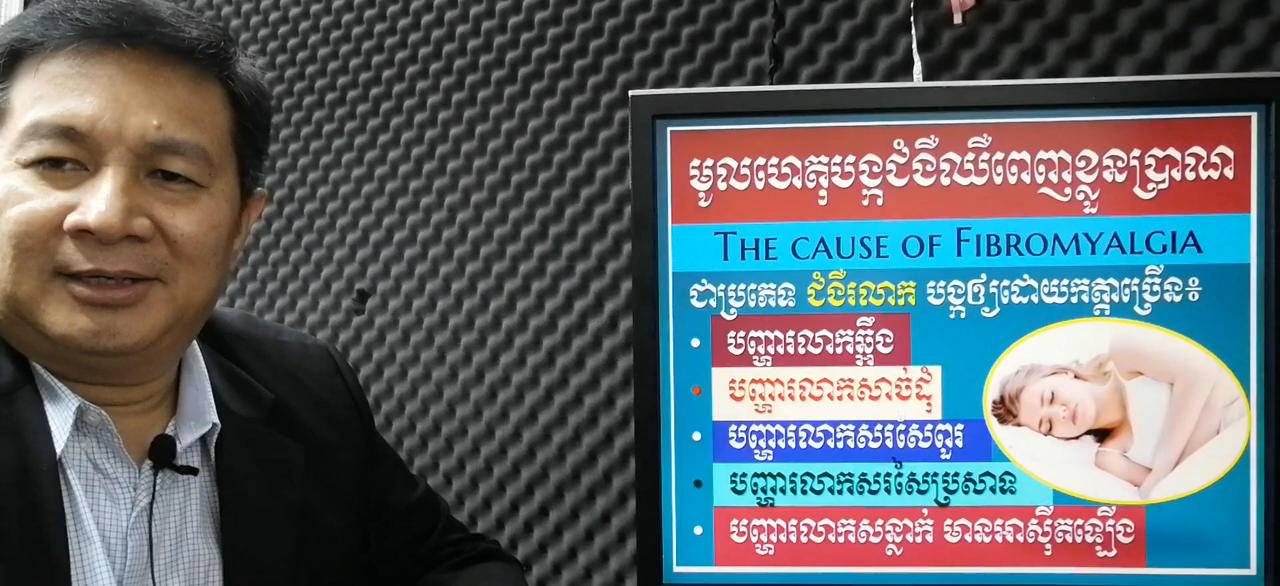 មូលហេតុបង្កជំងឺឈឺពេញខ្លួនប្រាណ
The cause of Fibromyalgia
ជាប្រភេទ ជំងឺរលាក បង្កឲ្យដោយកត្តាច្រើន៖
• បញ្ហារលាកឆ្អឹង
• បញ្ហារលាកសាច់ដុំ
• បញ្ហារលាកសរសៃពួរ
• បញ្ហារលាកសរសៃប្រសាទ
• បញ្ហារលាកសន្លាក់ មានអាស៊ីតឡើង